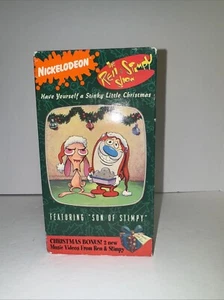 NICKELODEON
The
Ren & Stimpy
Show
Have Yourself a Stinky Little Christmas
FEATURING "SON OF STIMPY"
CHRISTMAS BONUS! 2 new
Music Videos From Ren & Stimpy